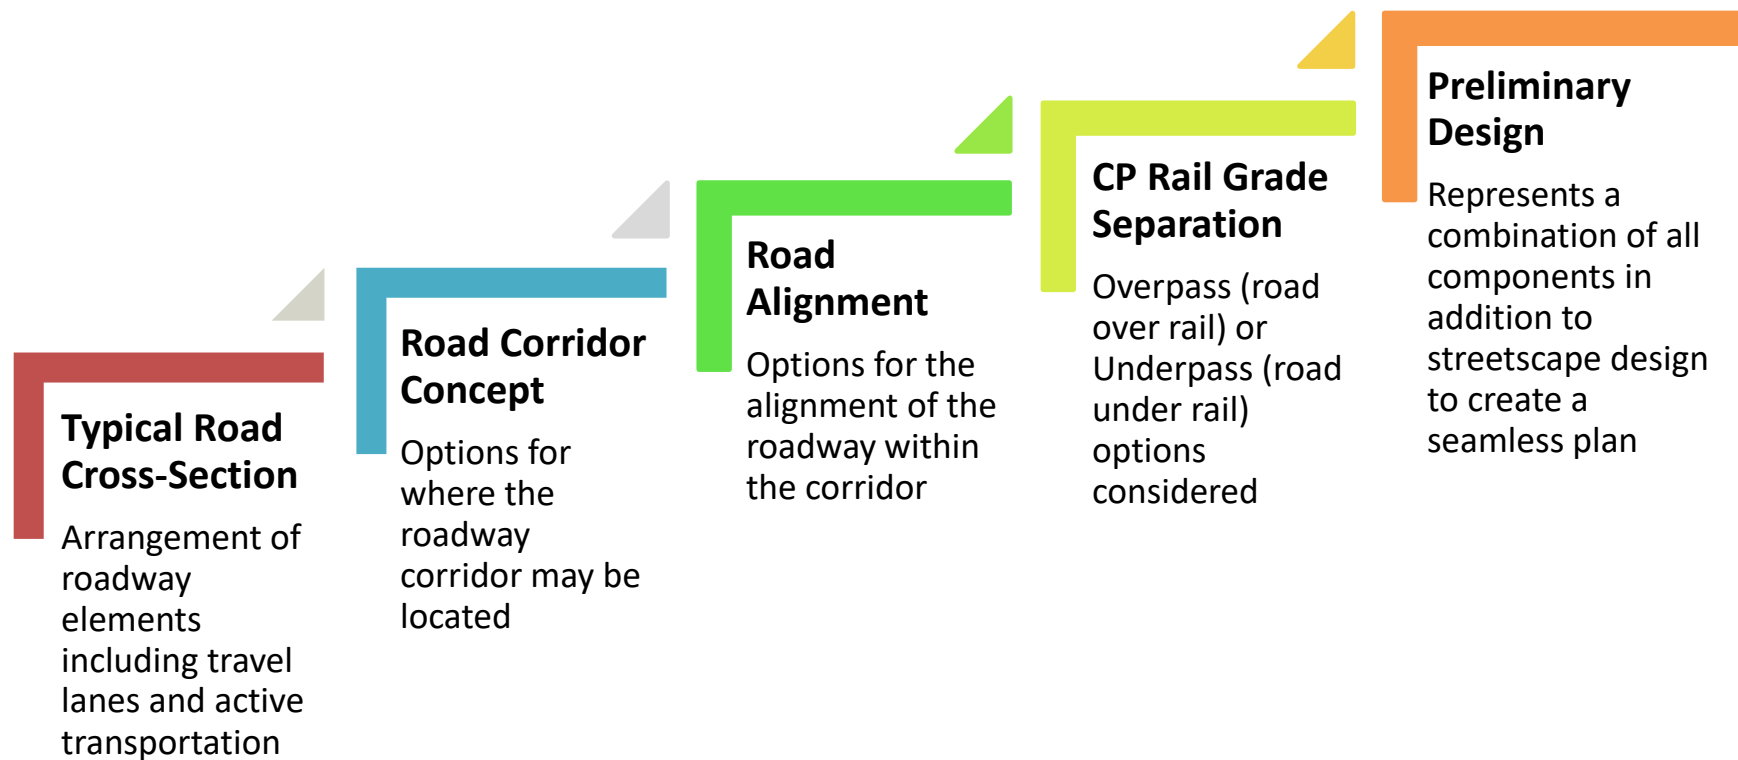 Typical Road
Cross-Section
Arrangement of
roadway
elements
including travel
lanes and active
transportation
Road Corridor
Concept
Options for
where the
roadway
corridor may be
located
Road
Alignment
Options for the
alignment of the
roadway within
the corridor
CP Rail Grade
Separation
Overpass (road
over rail) or
Underpass (road
under rail)
options
considered
Preliminary
Design
Represents a
combination of all
components in
addition to
streetscape design
to create a
seamless plan